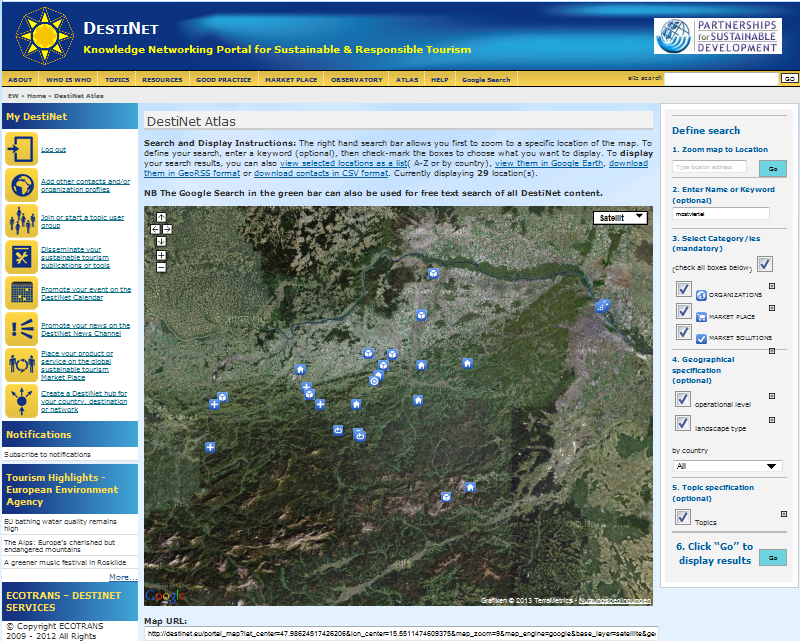 DESTINET
Knowledge Networking Portal for Sustainable & Responsible Tourism
PARTNERSHIPS
for SUSTAINABLE
DEVELOPMENT
ABOUT WHO IS WHO TOPICS RESOURCES GOOD PRACTICE MARKET PLACE OBSERVATORY ATLAS HELP Google Search site search GO
EW » Home » DestiNet Atlas
My DestiNet
Log out
Add other contacts and/or
organization profiles
Join or start a topic user
group
Disseminate your
sustainable tourism
publications or tools
Promote your event on the
DestiNet Calendar
Promote your news on the
DestiNet News Channel
Place your product or
service on the global
sustainable tourism
Market Place
Create a DestiNet hub for
your country, destination
or network
Notifications
Subscribe to notifications
Tourism Highlights -
European Environment
Agency
EU bathing water quality remains
high
The Alps: Europe's cherished but
endangered mountains
A greener music festival in Roskilde
More...
ECOTRANS – DESTINET
SERVICES
© Copyright ECOTRANS
2009 - 2012 All Rights
DestiNet Atlas
Search and Display Instructions: The right hand search bar allows you first to zoom to a specific location of the map. To
define your search, enter a keyword (optional), then check-mark the boxes to choose what you want to display. To display
your search results, you can also view selected locations as a list( A-Z or by country), view them in Google Earth, download
them in GeoRSS format or download contacts in CSV format. Currently displaying 29 location(s).
NB The Google Search in the green bar can also be used for free text search of all DestiNet content.
Satellit
Google
Grafiken © 2013 TerraMetrics - Nutzungsbedingungen
Map URL:
http://destinet.eu/portal_map?lat_center=47.98624517426206&lon_center=15.5511474609375&map_zoom=9&map_engine=google&base_layer=satellite&ge
Define search
1. Zoom map to Location
Type location address Go
2. Enter Name or Keyword
(optional)
mostviertel
3. Select Category/ies
(mandatory)
(check all boxes below)
ORGANIZATIONS
MARKET PLACE
MARKET SOLUTIONS
4. Geographical
specification
(optional)
operational level
landscape type
by country
All
5. Topic specification
(optional)
Topics
6. Click “Go” to
display results Go